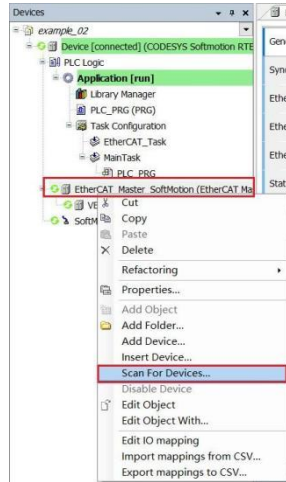 Devices
example_02
Device [connected] (CODESYS Softmotion RTE
PLC Logic
Application [run]
Library Manager
PLC_PRG (PRG)
Task Configuration
EtherCAT_Task
MainTask
PLC_PRG
EtherCAT_Master_SoftMotion (EtherCAT Ma
VE
SoftM
Cut
Copy
Paste
Delete
Refactoring
Properties...
Add Object
Add Folder...
Add Device...
Insert Device...
Scan For Devices...
Disable Device
Edit Object
Edit Object With...
Edit IO mapping
Import mappings from CSV...
Export mappings to CSV...
Gen
Sync
Ethe
Ethe
Ethe
Stat